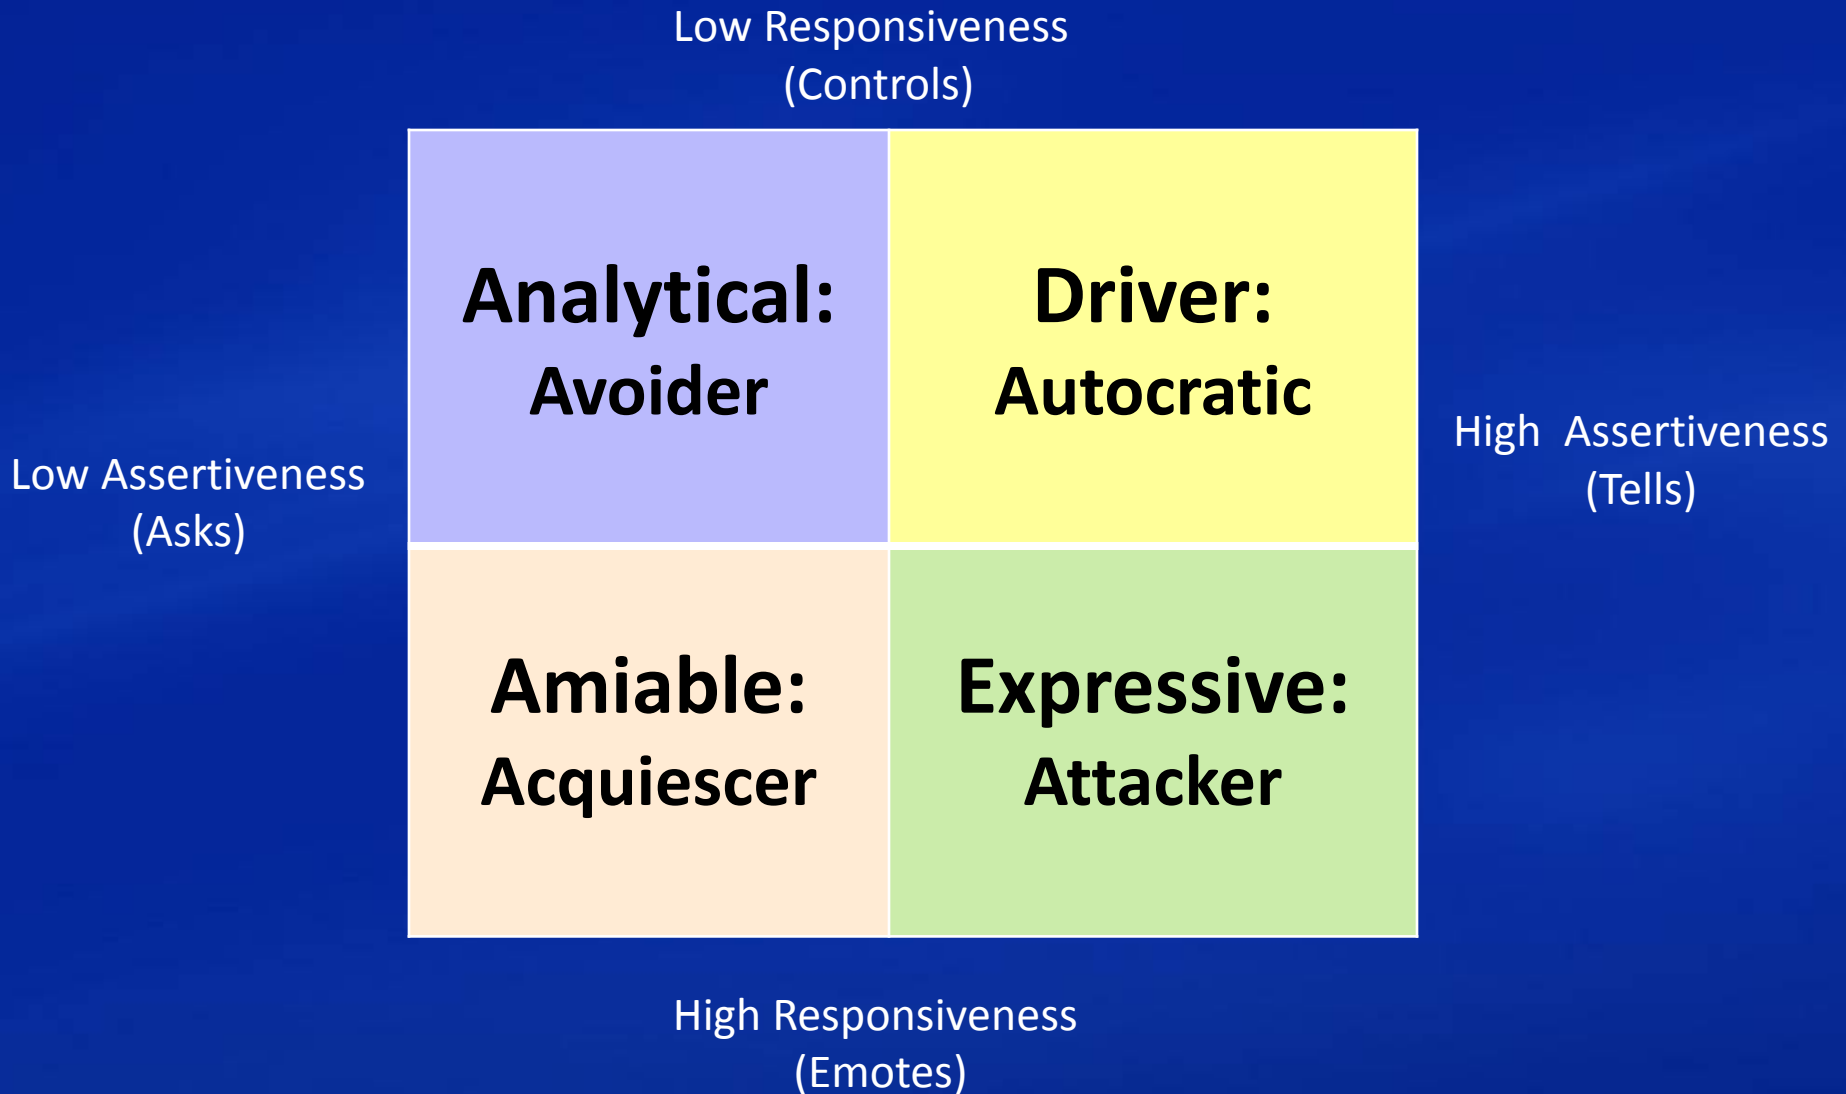 Low Responsiveness
(Controls)
Analytical:
Avoider
Driver:
Autocratic
Low Assertiveness
(Asks)
High  Assertiveness
(Tells)
Amiable:
Acquiescer
Expressive:
Attacker
High Responsiveness
(Emotes)